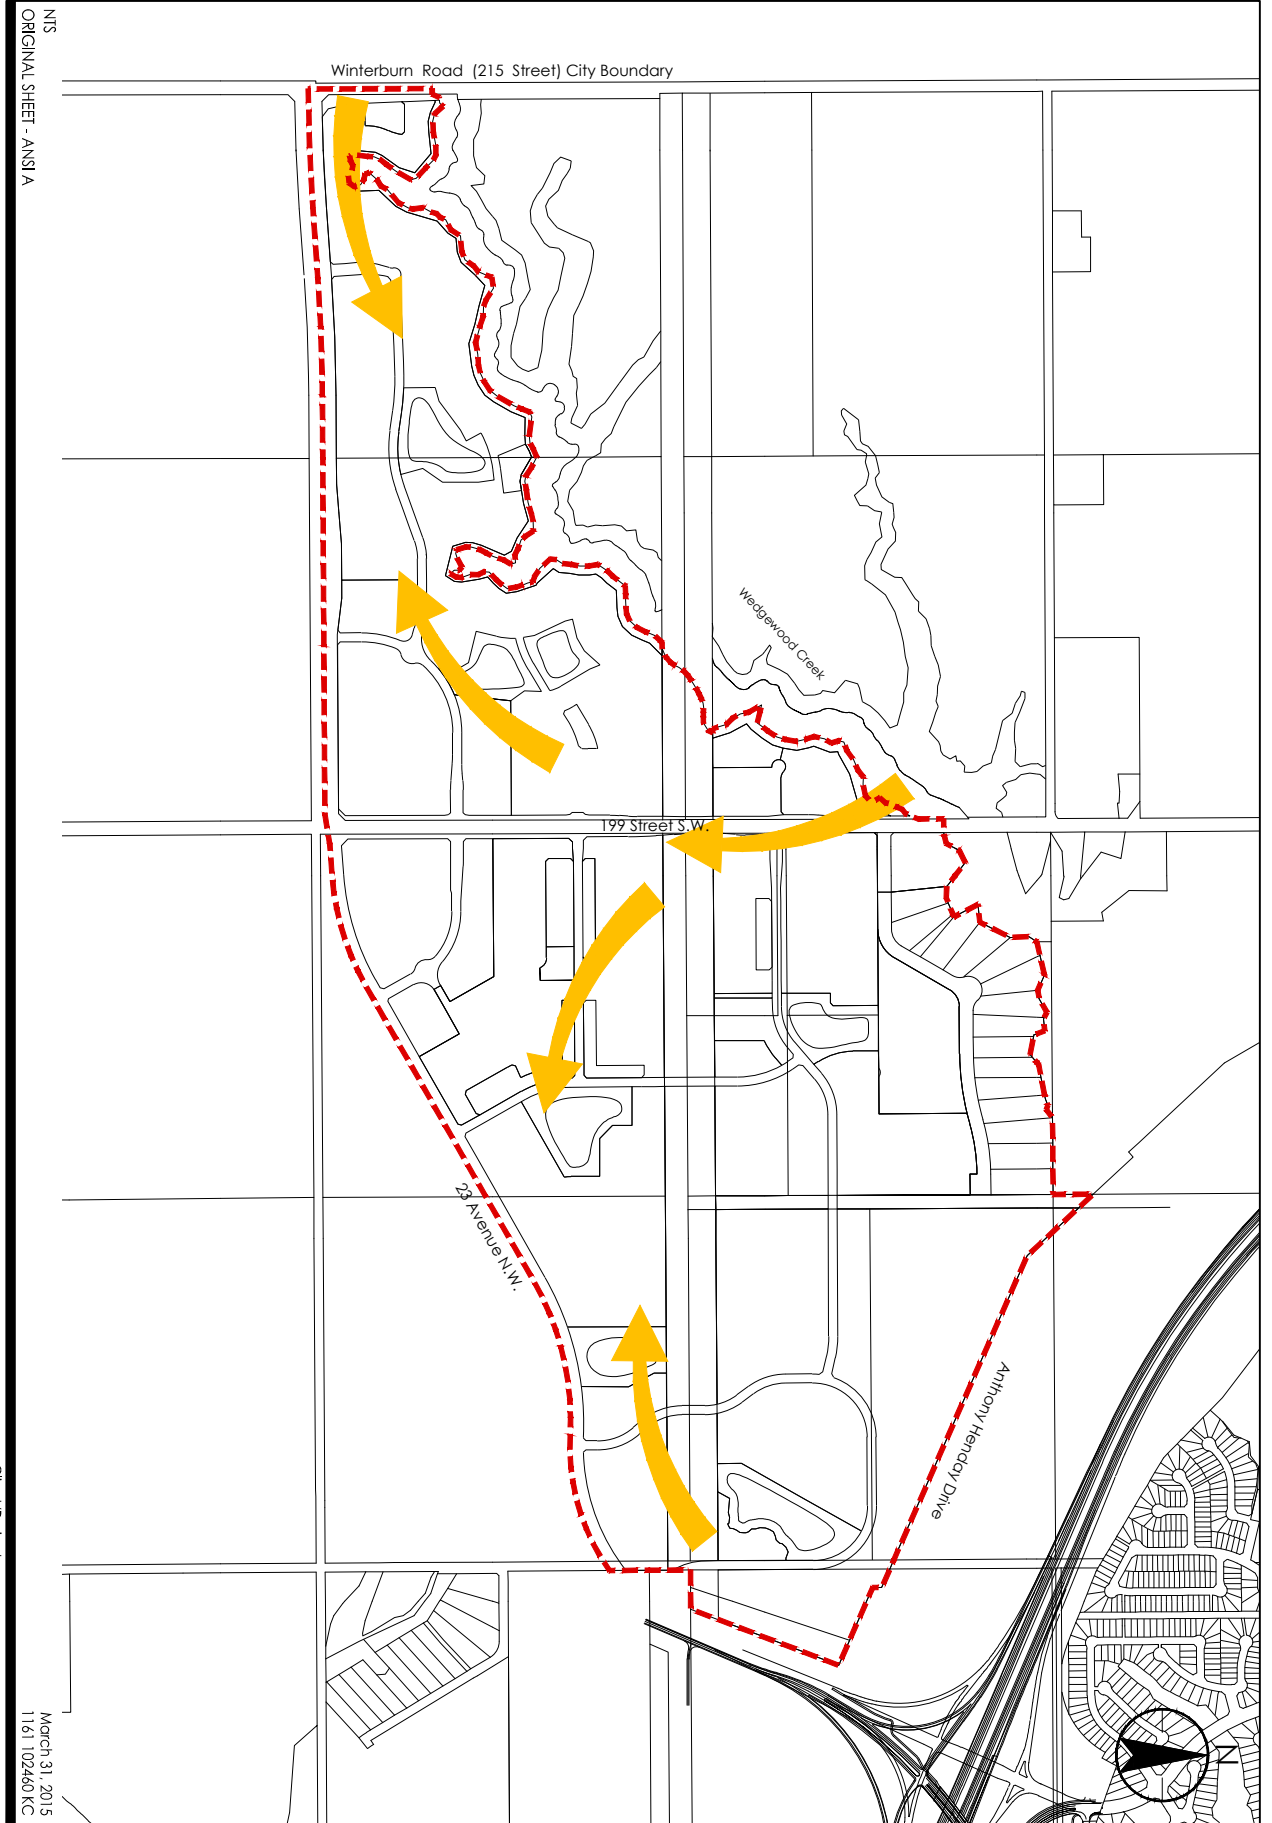 NTS
ORIGINAL SHEET - ANSI A
Winterburn Road (215 Street) City Boundary
Wedgewood Creek
199 Street S.W.
23 Avenue N.W.
Anthony Henday Drive
N
March 31, 2015
1161 102460 KC